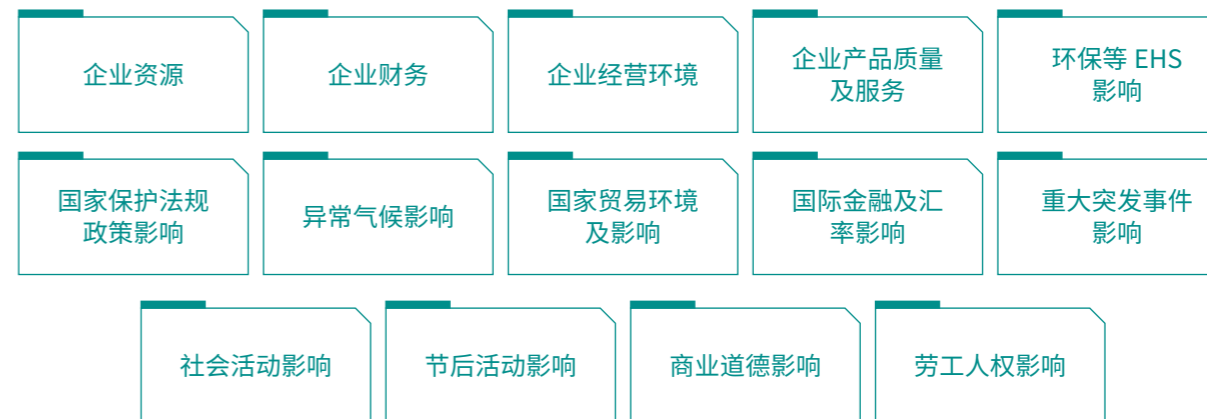 企业资源
企业财务
企业经营环境
企业产品质量
及服务
环保等 EHS
影响
国家保护法规
政策影响
异常气候影响
国家贸易环境
及影响
国际金融及汇
率影响
重大突发事件
影响
社会活动影响
节后活动影响
商业道德影响
劳工人权影响